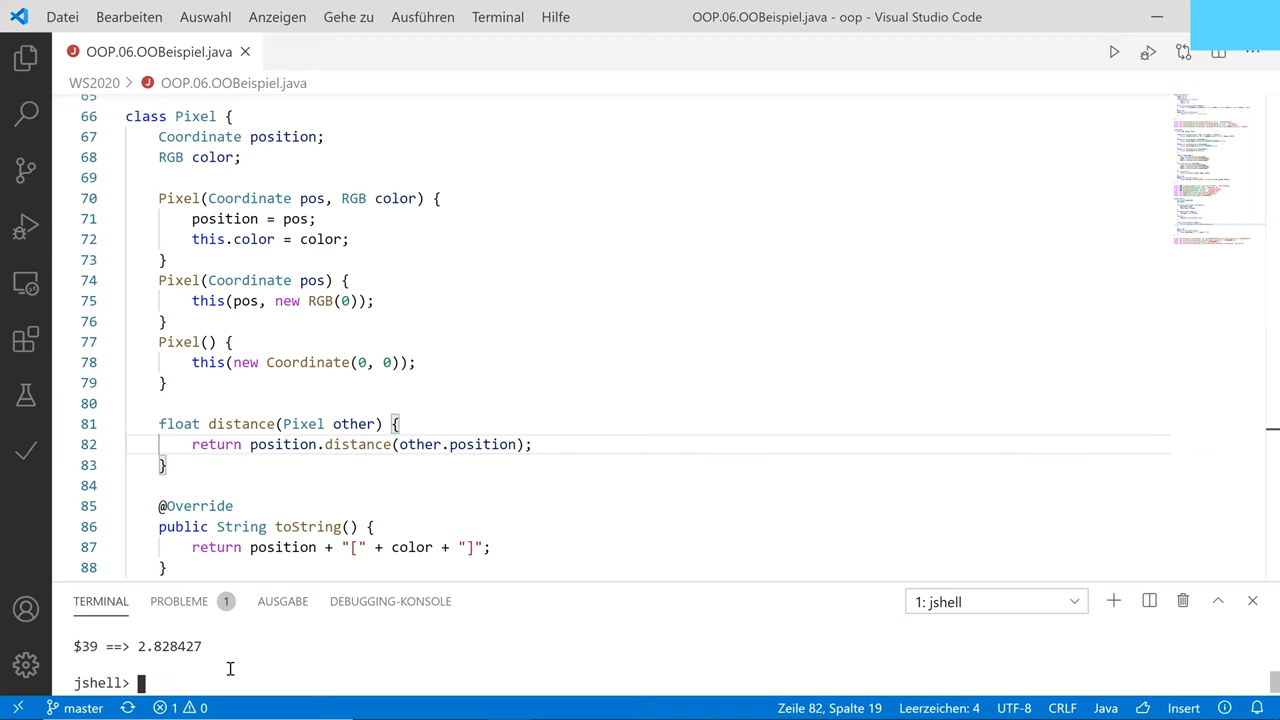 Datei Bearbeiten Auswahl Anzeigen Gehe zu Ausführen Terminal Hilfe OOP.06.OOBeispiel.java - oop - Visual Studio Code
OOP.06.OOBeispiel.java
WS2020 > OOP.06.OOBeispiel.java
65
66 class Pixel {
67 Coordinate position;
68 RGB color;
69
70 Pixel(Coordinate pos, RGB color) {
71 position = pos;
72 this.color = color;
73 }
74 Pixel(Coordinate pos) {
75 this(pos, new RGB(0));
76 }
77 Pixel() {
78 this(new Coordinate(0, 0));
79 }
80
81 float distance(Pixel other) {
82 return position.distance(other.position);
83 }
84
85 @Override
86 public String toString() {
87 return position + "[" + color + "]";
88 }
TERMINAL PROBLEME 1 AUSGABE DEBUGGING-KONSOLE 1: jshell
$39 ==> 2.828427
jshell>
master 1 0 Zeile 82, Spalte 19 Leerzeichen: 4 UTF-8 CRLF Java Insert